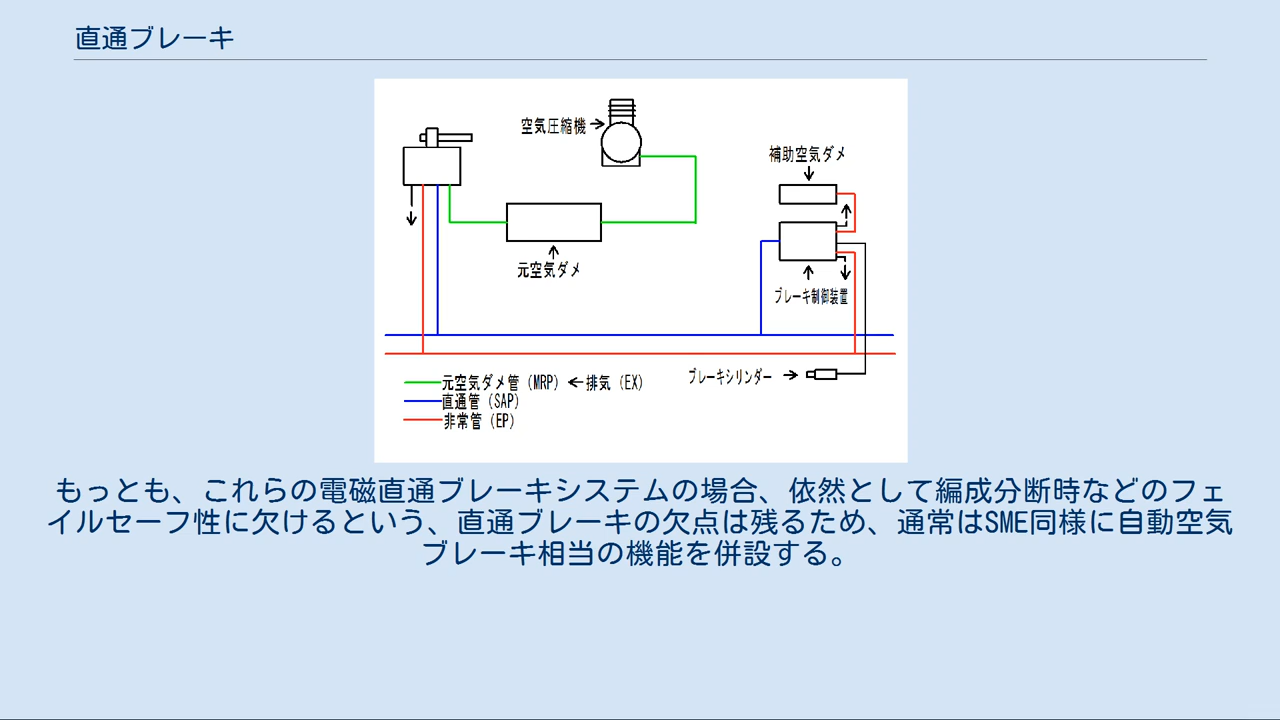 直通ブレーキ
空気圧縮機
補助空気ダメ
元空気ダメ
ブレーキ制御装置
ブレーキシリンダー
元空気ダメ管（MRP）
排気（EX）
直通管（SAP）
非常管（EP）
もっとも、これらの電磁直通ブレーキシステムの場合、依然として編成分断時などのフェ
イルセーフ性に欠けるという、直通ブレーキの欠点は残るため、通常はSME同様に自動空気
ブレーキ相当の機能を併設する。